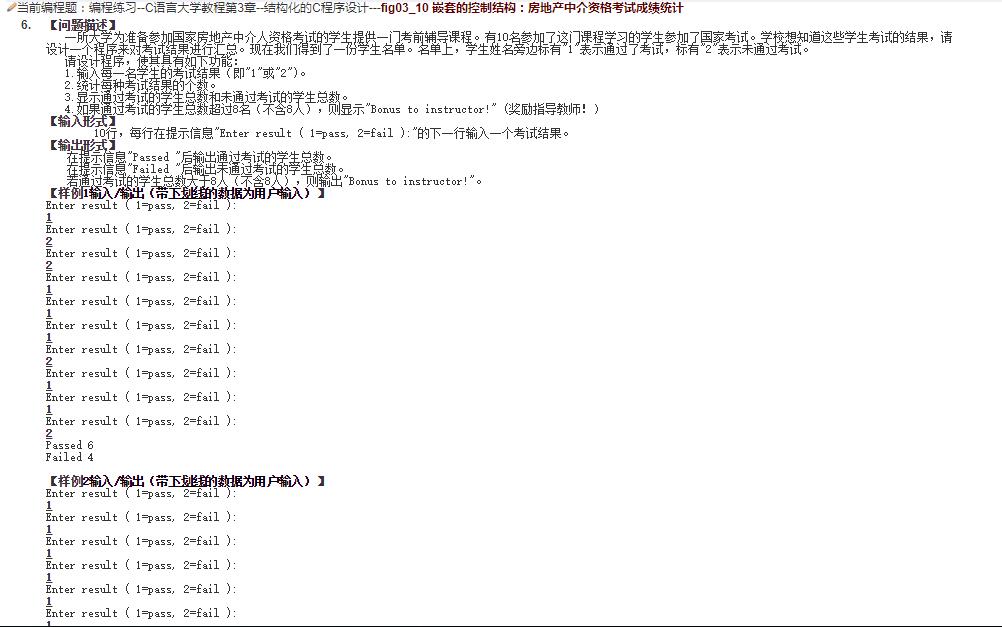 当前编程题：编程练习--C语言大学教程第3章--结构化的C程序设计---fig03_10 嵌套的控制结构：房地产中介资格考试成绩统计
6. 【问题描述】
一所大学为准备参加国家房地产中介人资格考试的学生提供一门考前辅导课程。有10名参加了这门课程学习的学生参加了国家考试。学校想知道这些学生考试的结果，请
设计一个程序来对考试结果进行汇总。现在我们得到了一份学生名单。名单上，学生姓名旁边标有"1"表示通过了考试，标有"2"表示未通过考试。
请设计程序，使其具有如下功能：
1.输入每一名学生的考试结果（即"1"或"2"）。
2.统计每种考试结果的个数。
3.显示通过考试的学生总数和未通过考试的学生总数。
4.如果通过考试的学生总数超过8名（不含8人），则显示"Bonus to instructor!"（奖励指导教师！）
【输入形式】
10行，每行在提示信息"Enter result ( 1=pass, 2=fail ):"的下一行输入一个考试结果。
【输出形式】
在提示信息"Passed "后输出通过考试的学生总数。
在提示信息"Failed "后输出未通过考试的学生总数。
若通过考试的学生总数大于8人（不含8人），则输出"Bonus to instructor!"。
【样例1输入/输出（带下划线的数据为用户输入）】
Enter result ( 1=pass, 2=fail ):
1
Enter result ( 1=pass, 2=fail ):
2
Enter result ( 1=pass, 2=fail ):
2
Enter result ( 1=pass, 2=fail ):
1
Enter result ( 1=pass, 2=fail ):
1
Enter result ( 1=pass, 2=fail ):
1
Enter result ( 1=pass, 2=fail ):
2
Enter result ( 1=pass, 2=fail ):
1
Enter result ( 1=pass, 2=fail ):
1
Enter result ( 1=pass, 2=fail ):
2
Passed 6
Failed 4
【样例2输入/输出（带下划线的数据为用户输入）】
Enter result ( 1=pass, 2=fail ):
1
Enter result ( 1=pass, 2=fail ):
1
Enter result ( 1=pass, 2=fail ):
1
Enter result ( 1=pass, 2=fail ):
1
Enter result ( 1=pass, 2=fail ):
1
Enter result ( 1=pass, 2=fail ):
1